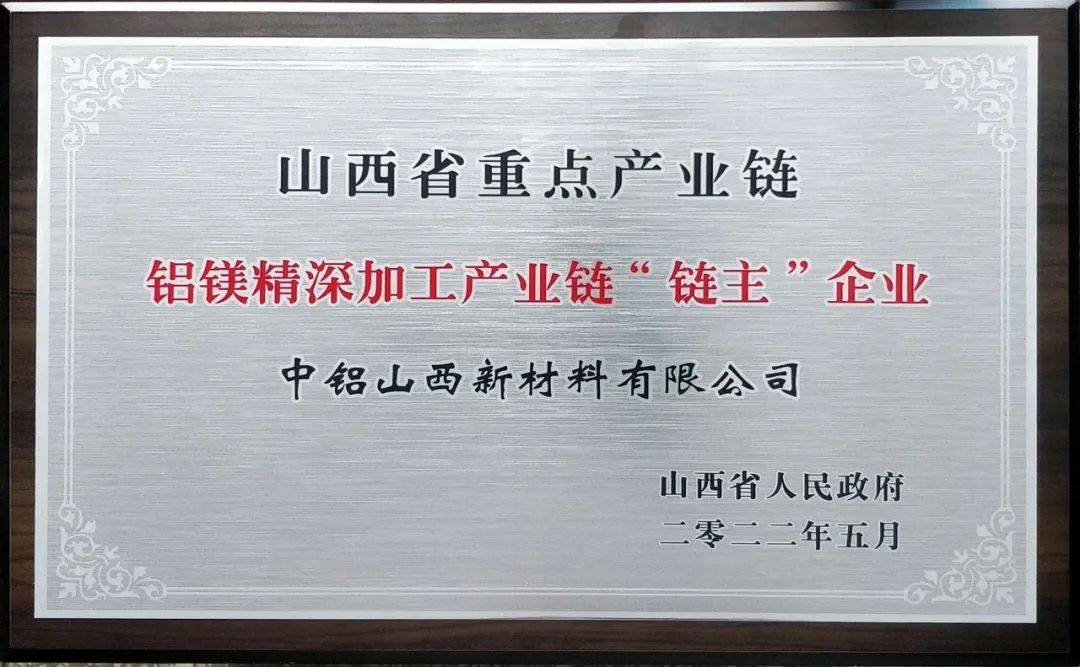 山西省重点产业链
铝镁精深加工产业链“链主”企业
中铝山西新材料有限公司
山西省人民政府
二零二二年五月